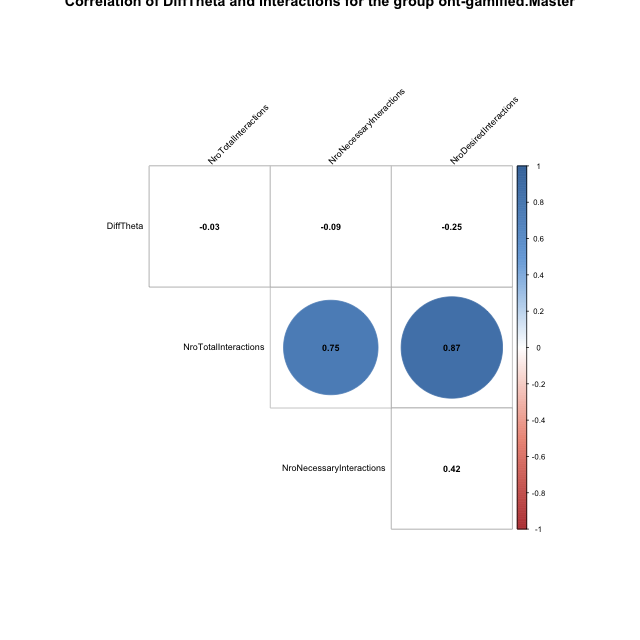 Correlation of DiffTheta and Interactions for the group ont-gamified.Master
NroTotalInteractions
NroNecessaryInteractions
NroDesiredInteractions
DiffTheta -0.03 -0.09 -0.25
NroTotalInteractions 0.75 0.87
NroNecessaryInteractions 0.42
1
0.8
0.6
0.4
0.2
0
-0.2
-0.4
-0.6
-0.8
-1